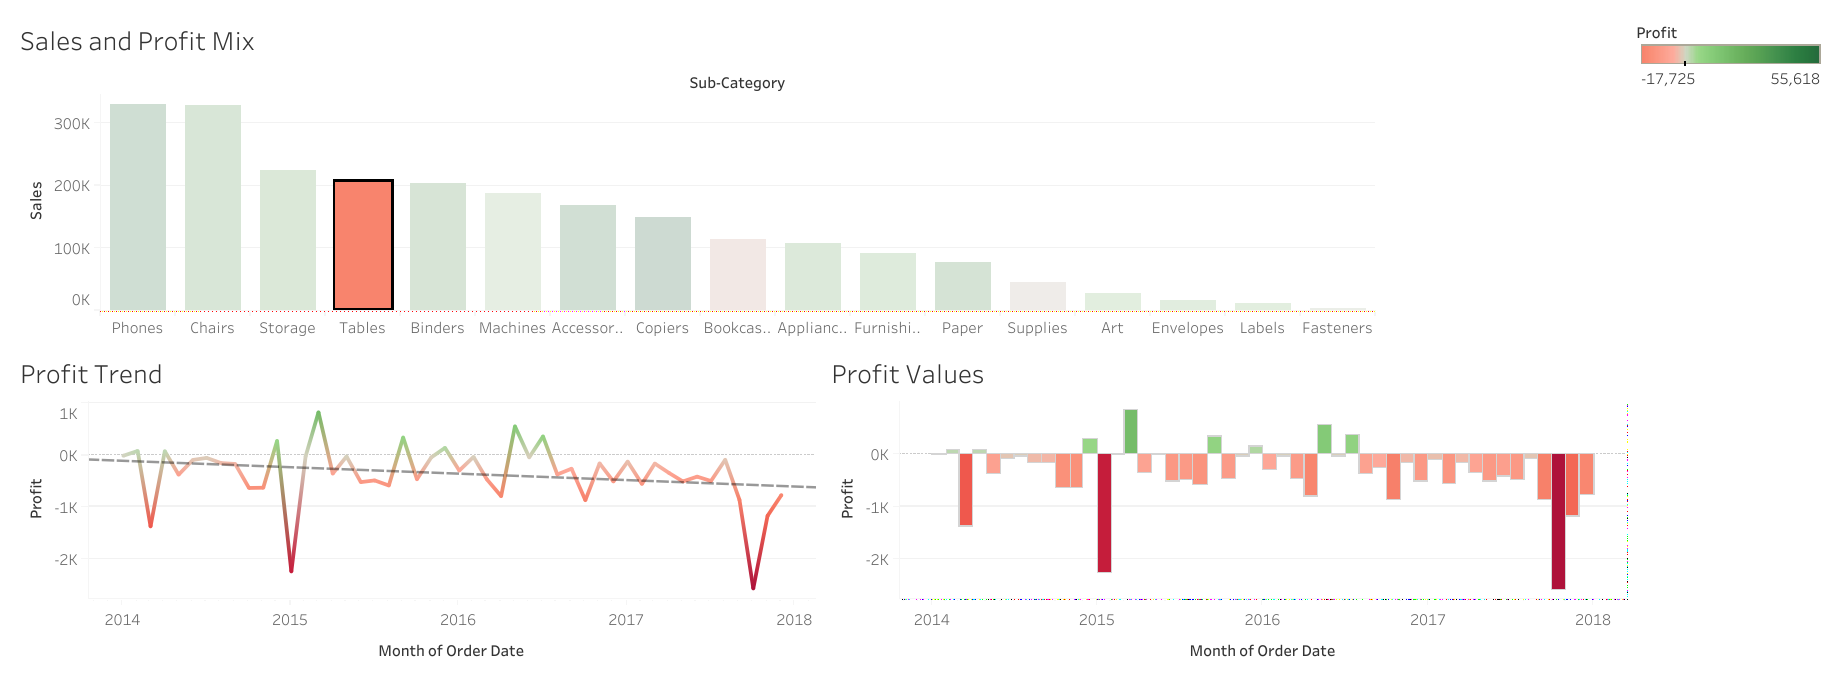 Sales and Profit Mix
Profit
-17,725 55,618
Sub-Category
Sales
300K
200K
100K
0K
Phones Chairs Storage Tables Binders Machines Accessor.. Copiers Bookcas.. Applianc.. Furnishi.. Paper Supplies Art Envelopes Labels Fasteners
Profit Trend
Profit
1K
0K
-1K
-2K
2014 2015 2016 2017 2018
Month of Order Date
Profit Values
Profit
0K
-1K
-2K
2014 2015 2016 2017 2018
Month of Order Date